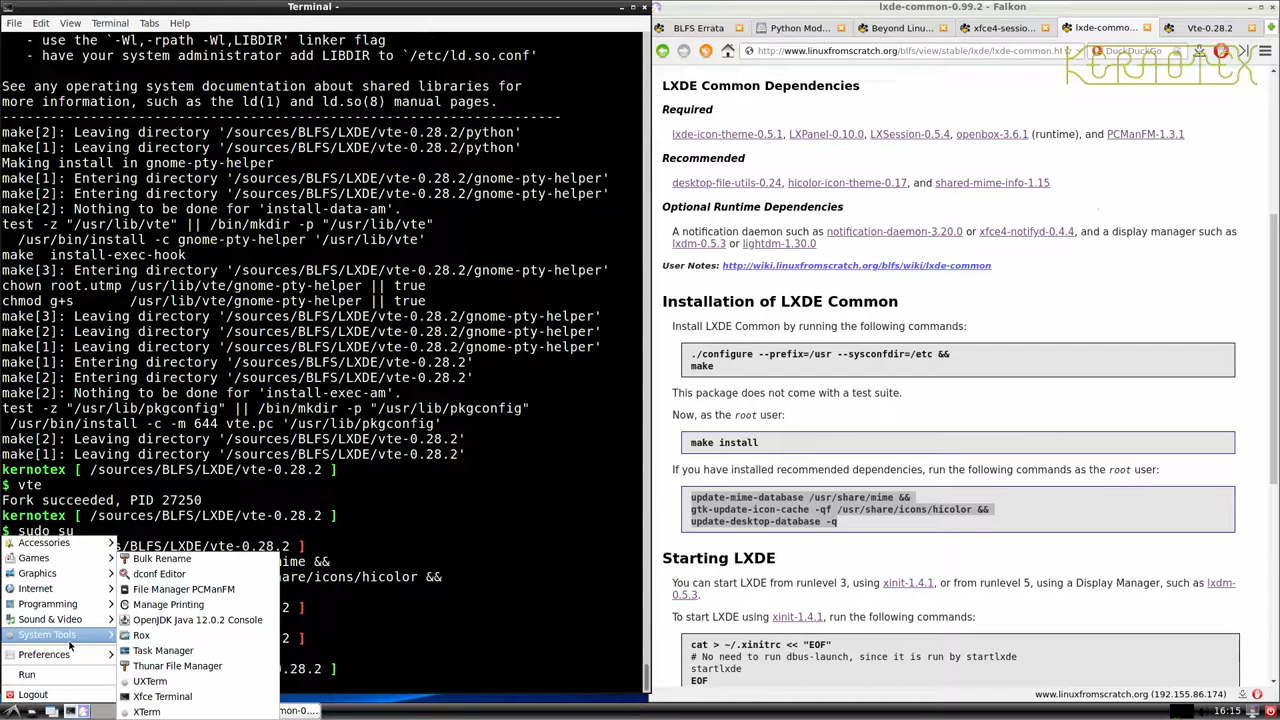 Terminal -
File Edit View Terminal Tabs Help
- use the `-Wl,-rpath -Wl,LIBDIR' linker flag
- have your system administrator add LIBDIR to `/etc/ld.so.conf'
See any operating system documentation about shared libraries for
more information, such as the ld(1) and ld.so(8) manual pages.
----------------------------------------------------------------------
make[2]: Leaving directory '/sources/BLFS/LXDE/vte-0.28.2/python'
make[1]: Leaving directory '/sources/BLFS/LXDE/vte-0.28.2/python'
Making install in gnome-pty-helper
make[1]: Entering directory '/sources/BLFS/LXDE/vte-0.28.2/gnome-pty-helper'
make[2]: Entering directory '/sources/BLFS/LXDE/vte-0.28.2/gnome-pty-helper'
make[2]: Nothing to be done for 'install-data-am'.
test -z "/usr/lib/vte" || /bin/mkdir -p "/usr/lib/vte"
/usr/bin/install -c gnome-pty-helper '/usr/lib/vte'
make  install-exec-hook
make[3]: Entering directory '/sources/BLFS/LXDE/vte-0.28.2/gnome-pty-helper'
chown root.utmp /usr/lib/vte/gnome-pty-helper || true
chmod g+s      /usr/lib/vte/gnome-pty-helper || true
make[3]: Leaving directory '/sources/BLFS/LXDE/vte-0.28.2/gnome-pty-helper'
make[2]: Leaving directory '/sources/BLFS/LXDE/vte-0.28.2/gnome-pty-helper'
make[1]: Leaving directory '/sources/BLFS/LXDE/vte-0.28.2/gnome-pty-helper'
make[1]: Entering directory '/sources/BLFS/LXDE/vte-0.28.2'
make[2]: Entering directory '/sources/BLFS/LXDE/vte-0.28.2'
make[2]: Nothing to be done for 'install-exec-am'.
test -z "/usr/lib/pkgconfig" || /bin/mkdir -p "/usr/lib/pkgconfig"
/usr/bin/install -c -m 644 vte.pc '/usr/lib/pkgconfig'
make[2]: Leaving directory '/sources/BLFS/LXDE/vte-0.28.2'
make[1]: Leaving directory '/sources/BLFS/LXDE/vte-0.28.2'
kernotex [ /sources/BLFS/LXDE/vte-0.28.2 ]
$ vte
Fork succeeded, PID 27250
kernotex [ /sources/BLFS/LXDE/vte-0.28.2 ]
$ sudo su
s/BLFS/LXDE/vte-0.28.2 ]
ime &&
are/icons/hicolor &&
0.2 ]
0.2 ]
0.2 ]
Accessories
Games
Graphics
Internet
Programming
Sound & Video
System Tools
Preferences
Run
Logout
Bulk Rename
dconf Editor
File Manager PCManFM
Manage Printing
OpenJDK Java 12.0.2 Console
Rox
Task Manager
Thunar File Manager
UXTerm
Xfce Terminal
XTerm
mon-0....
lxde-common-0.99.2 - Falkon
BLFS Errata
Python Mod...
Beyond Linu...
xfce4-sessio...
lxde-commo...
Vte-0.28.2
http://www.linuxfromscratch.org/blfs/view/stable/lxde/lxde-common.ht
DuckDuckGo
KERNOTEX
LXDE Common Dependencies
Required
lxde-icon-theme-0.5.1, LXPanel-0.10.0, LXSession-0.5.4, openbox-3.6.1 (runtime), and PCManFM-1.3.1
Recommended
desktop-file-utils-0.24, hicolor-icon-theme-0.17, and shared-mime-info-1.15
Optional Runtime Dependencies
A notification daemon such as notification-daemon-3.20.0 or xfce4-notifyd-0.4.4, and a display manager such as
lxdm-0.5.3 or lightdm-1.30.0
User Notes: http://wiki.linuxfromscratch.org/blfs/wiki/lxde-common
Installation of LXDE Common
Install LXDE Common by running the following commands:
./configure --prefix=/usr --sysconfdir=/etc &&
make
This package does not come with a test suite.
Now, as the root user:
make install
If you have installed recommended dependencies, run the following commands as the root user:
update-mime-database /usr/share/mime &&
gtk-update-icon-cache -qf /usr/share/icons/hicolor &&
update-desktop-database -q
Starting LXDE
You can start LXDE from runlevel 3, using xinit-1.4.1, or from runlevel 5, using a Display Manager, such as lxdm-
0.5.3.
To start LXDE using xinit-1.4.1, run the following commands:
cat > ~/.xinitrc << "EOF"
# No need to run dbus-launch, since it is run by startlxde
startlxde
EOF
www.linuxfromscratch.org (192.155.86.174)
16:15